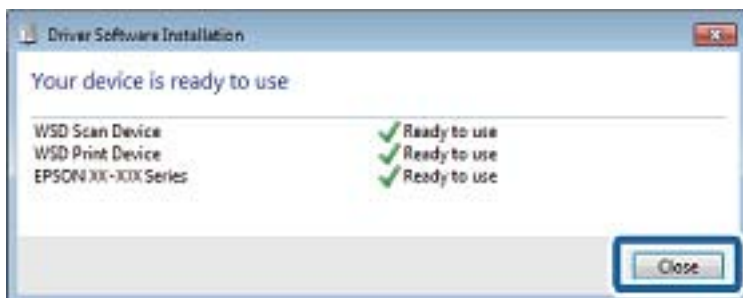 Driver Software Installation
Your device is ready to use
WSD Scan Device Ready to use
WSD Print Device Ready to use
EPSON XX-XXX Series Ready to use
Close